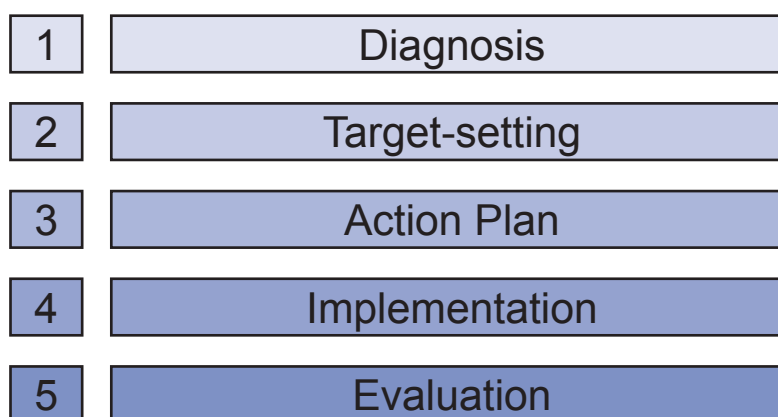 1 Diagnosis
2 Target-setting
3 Action Plan
4 Implementation
5 Evaluation